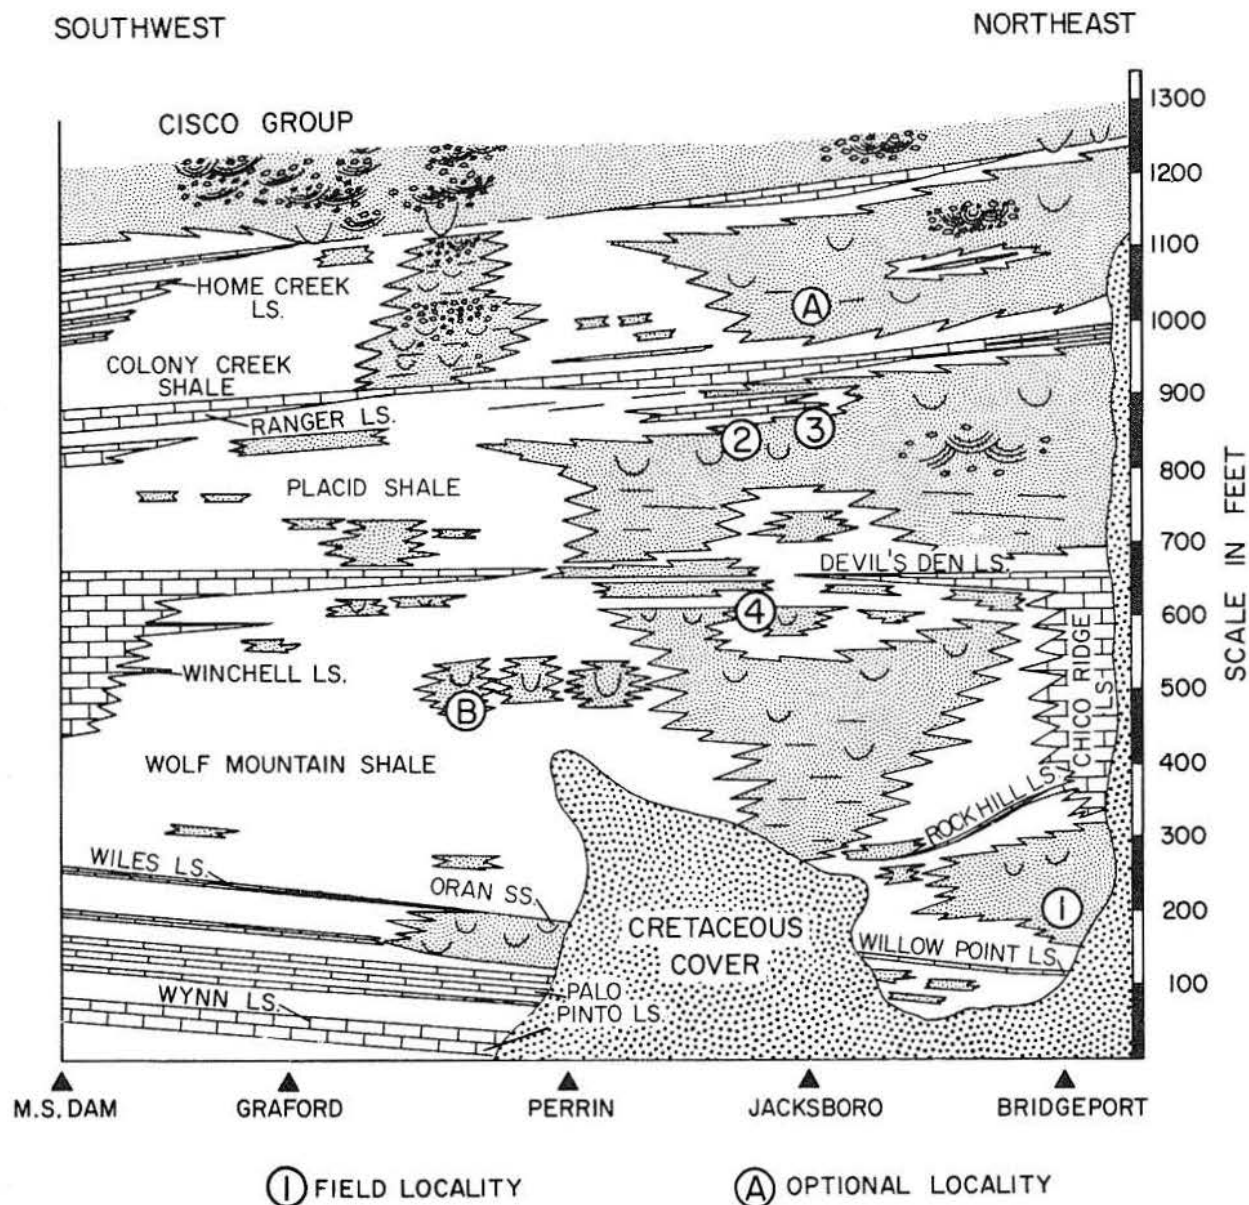 SOUTHWEST
NORTHEAST
CISCO GROUP
1300
1200
1100
1000
900
800
700
600
500
400
300
200
100
SCALE IN FEET
HOME CREEK
LS.
A
COLONY CREEK
SHALE
RANGER LS.
2
3
PLACID SHALE
DEVIL'S DEN LS.
4
WINCHELL LS.
B
CHICO RIDGE
LS.
WOLF MOUNTAIN SHALE
ROCK HILL LS.
WILES LS.
ORAN SS.
1
CRETACEOUS
COVER
WILLOW POINT LS.
WYNN LS.
PALO
PINTO LS.
M.S. DAM
GRAFORD
PERRIN
JACKSBORO
BRIDGEPORT
1 FIELD LOCALITY
A OPTIONAL LOCALITY